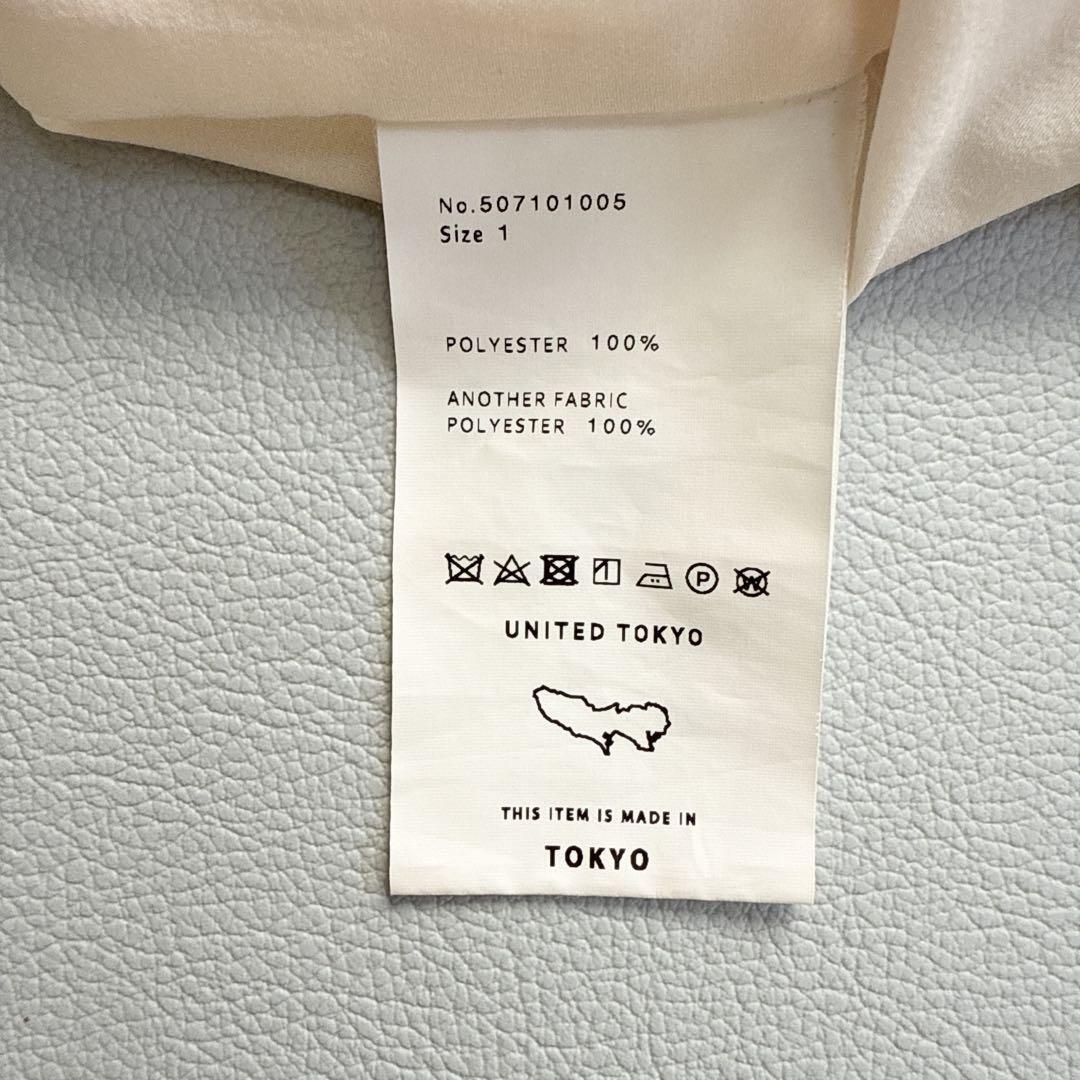 No.507101005
Size 1
POLYESTER 100%
ANOTHER FABRIC
POLYESTER 100%
P W
UNITED TOKYO
THIS ITEM IS MADE IN
TOKYO